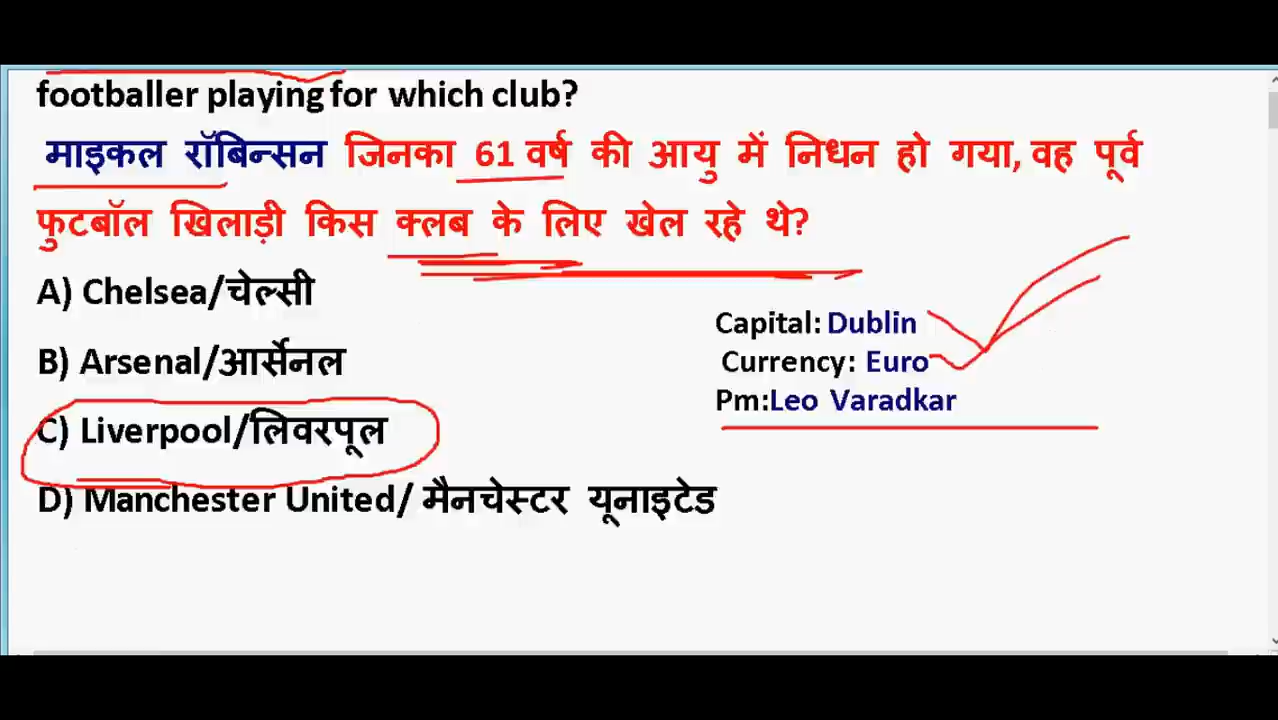 footballer playing for which club?
माइकल रॉबिन्सन जिनका 61 वर्ष की आयु में निधन हो गया, वह पूर्व
फुटबॉल खिलाड़ी किस क्लब के लिए खेल रहे थे?
A) Chelsea/चेल्सी
B) Arsenal/आर्सेनल
C) Liverpool/लिवरपूल
D) Manchester United/ मैनचेस्टर यूनाइटेड
Capital: Dublin
Currency: Euro
Pm:Leo Varadkar